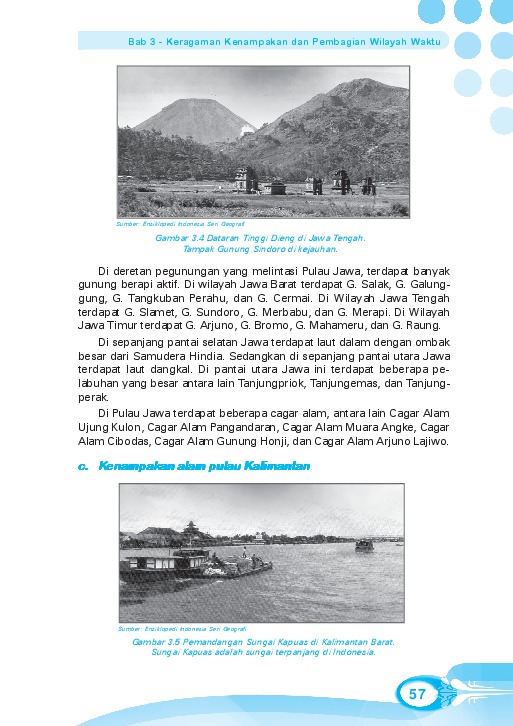 Bab 3 - Keragaman Kenampakan dan Pembagian Wilayah Waktu
Sumber: Enziklopedi Indonesia Seri Geografi
Gambar 3.4 Dataran Tinggi Dieng di Jawa Tengah.
Tampak Gunung Sindoro di kejauhan.
Di deretan pegunungan yang melintasi Pulau Jawa, terdapat banyak
gunung berapi aktif. Di wilayah Jawa Barat terdapat G. Salak, G. Galung-
gung, G. Tangkuban Perahu, dan G. Cermai. Di Wilayah Jawa Tengah
terdapat G. Slamet, G. Sundoro, G. Merbabu, dan G. Merapi. Di Wilayah
Jawa Timur terdapat G. Arjuno, G. Bromo, G. Mahameru, dan G. Raung.
Di sepanjang pantai selatan Jawa terdapat laut dalam dengan ombak
besar dari Samudera Hindia. Sedangkan di sepanjang pantai utara Jawa
terdapat laut dangkal. Di pantai utara Jawa ini terdapat beberapa pe-
labuhan yang besar antara lain Tanjungpriok, Tanjungemas, dan Tanjung-
perak.
Di Pulau Jawa terdapat beberapa cagar alam, antara lain Cagar Alam
Ujung Kulon, Cagar Alam Pangandaran, Cagar Alam Muara Angke, Cagar
Alam Cibodas, Cagar Alam Gunung Honji, dan Cagar Alam Arjuno Lajiwo.
c. Kenampakan alam pulau Kalimantan
Sumber: Enziklopedi Indonesia Seri Geografi
Gambar 3.5 Pemandangan Sungai Kapuas di Kalimantan Barat.
Sungai Kapuas adalah sungai terpanjang di Indonesia.
57